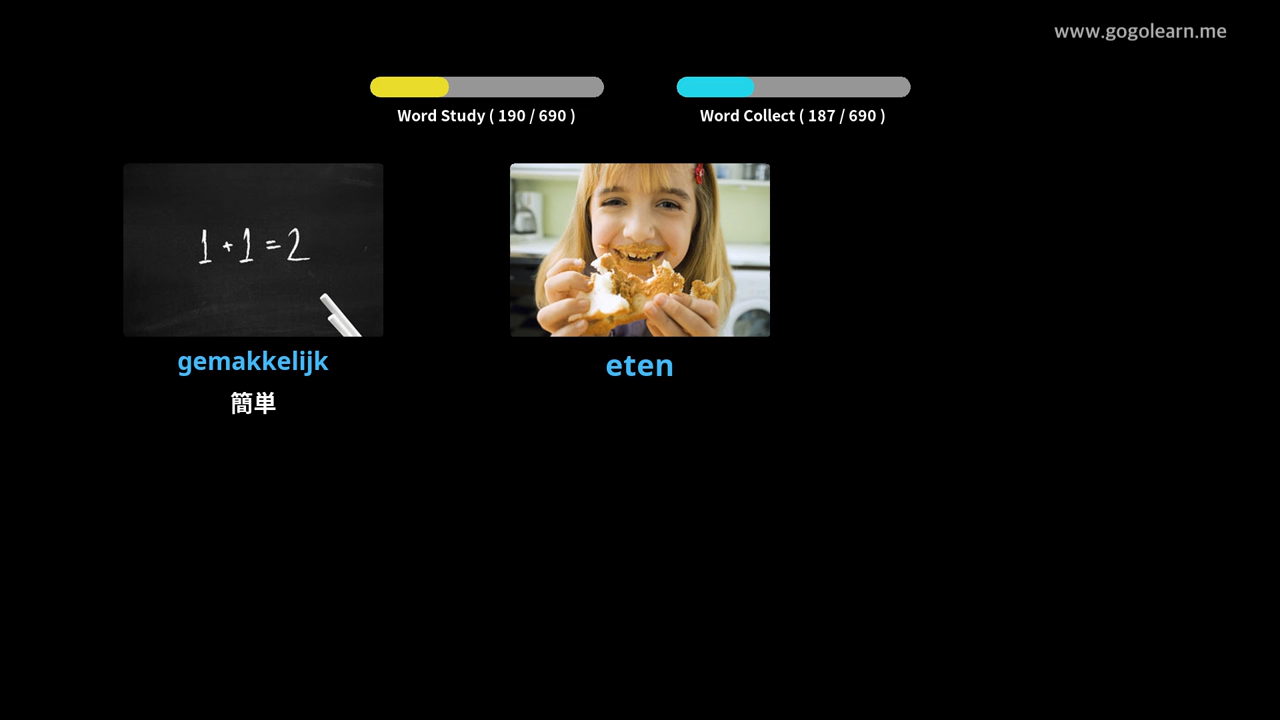 www.gogolearn.me
Word Study ( 190 / 690 )
Word Collect ( 187 / 690 )
1 + 1 = 2
gemakkelijk
簡単
eten